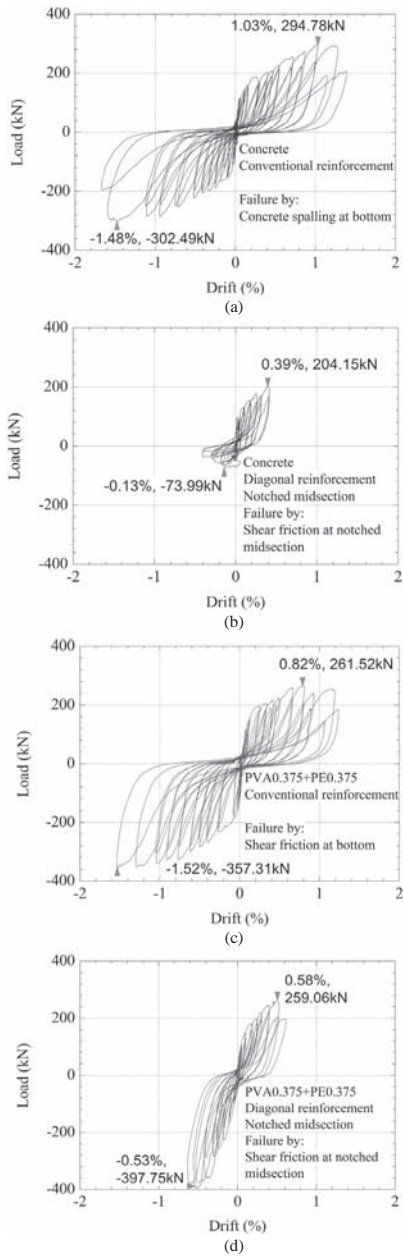 400
1.03%, 294.78kN
200
0
-200
-400
Load (kN)
Concrete
Conventional reinforcement
Failure by:
Concrete spalling at bottom
-1.48%, -302.49kN
-2
-1
0
1
2
Drift (%)
(a)
400
0.39%, 204.15kN
200
0
-200
-400
Load (kN)
-0.13%, -73.99kN
Concrete
Diagonal reinforcement
Notched midsection
Failure by:
Shear friction at notched
midsection
-2
-1
0
1
2
Drift (%)
(b)
400
0.82%, 261.52kN
200
0
-200
-400
Load (kN)
PVA0.375+PE0.375
Conventional reinforcement
Failure by:
Shear friction at bottom
-1.52%, -357.31kN
-2
-1
0
1
2
Drift (%)
(c)
400
0.58%,
259.06kN
200
0
-200
-400
Load (kN)
PVA0.375+PE0.375
Diagonal reinforcement
Notched midsection
Failure by:
Shear friction at notched
midsection
-0.53%,
-397.75kN
-2
-1
0
1
2
Drift (%)
(d)